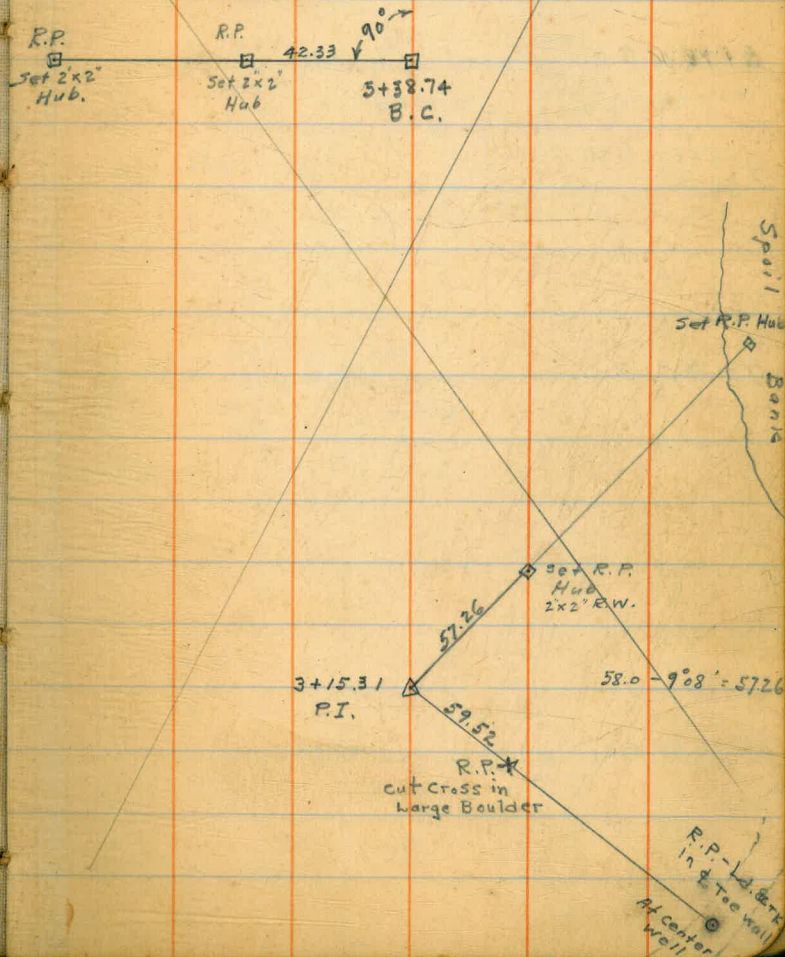 90°
R.P.
Set 2"x2"
Hub.
R.P.
Set 2"x2"
Hub
42.33
5+38.74
B.C.
Spoil Bank
Set R.P. Hub
Set R.P.
Hub
2"x2" R.W.
57.26
3+15.31
P.I.
58.0 - 9°08' = 57.26
59.52
R.P.
cut Cross in
Large Boulder
R.P.-Ld.&TK
in ℄ Toe Wall
At Center
Well